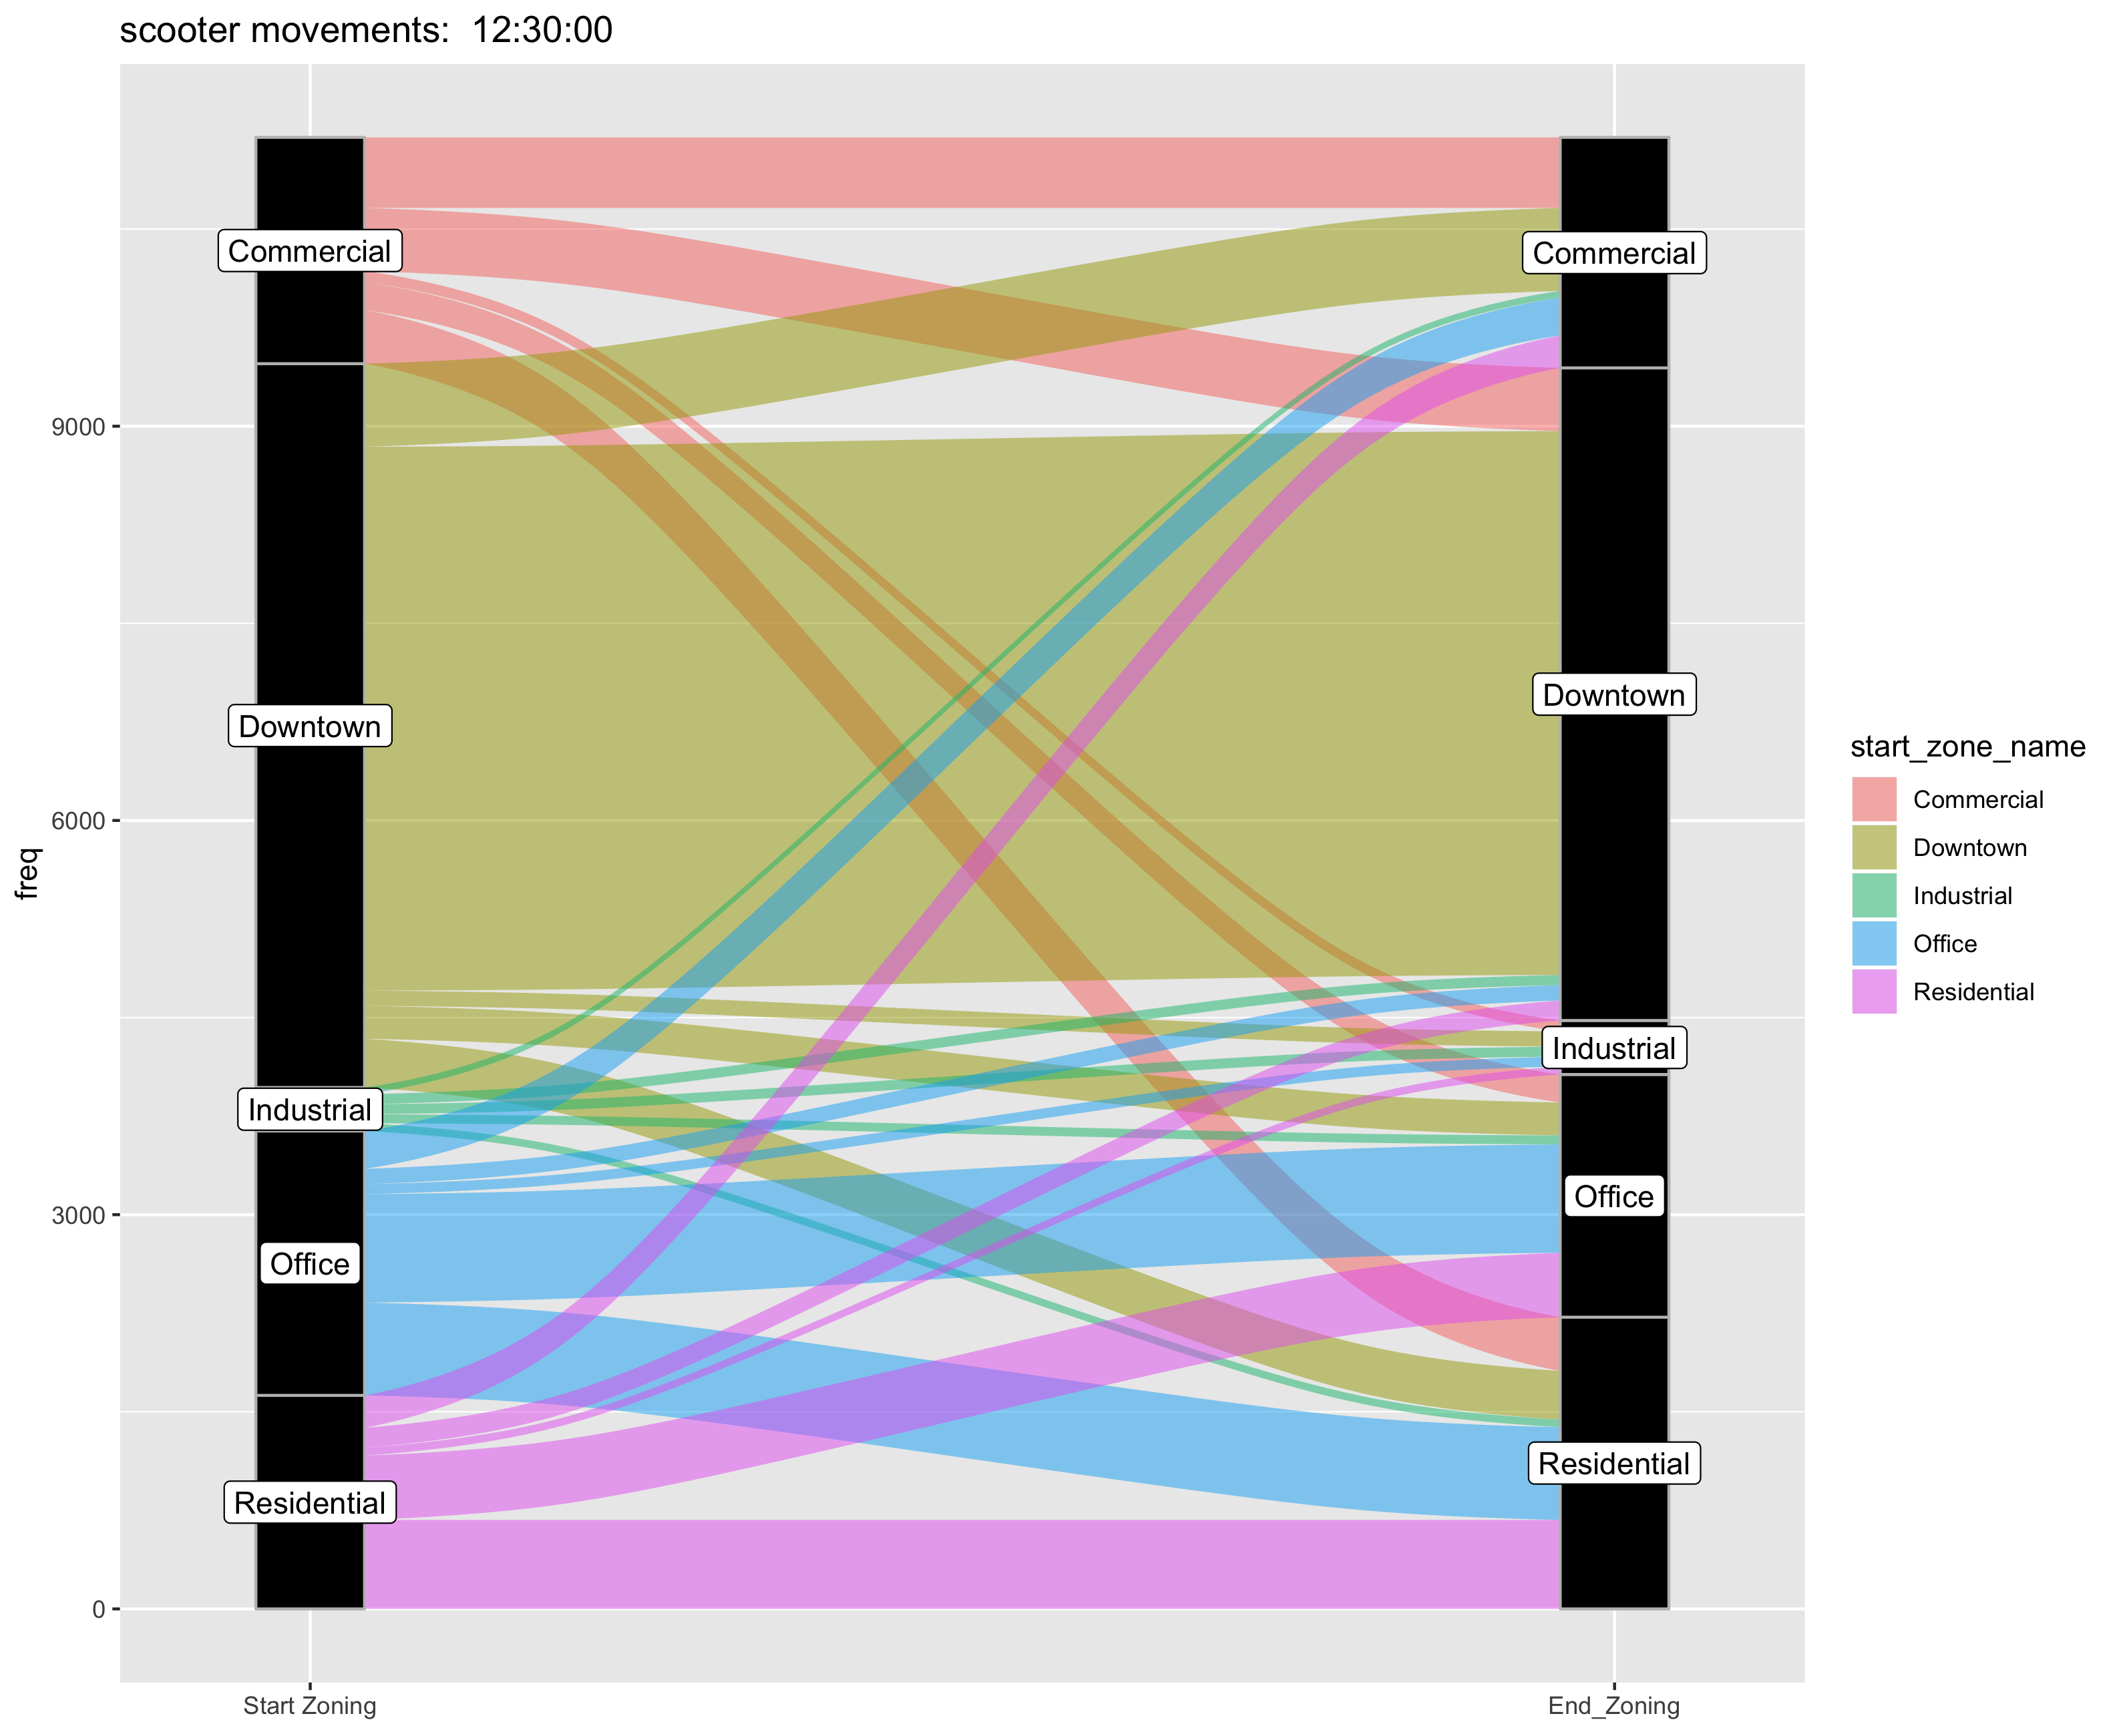 scooter movements:  12:30:00
freq
9000
6000
3000
0
Commercial
Downtown
Industrial
Office
Residential
Commercial
Downtown
Industrial
Office
Residential
Start Zoning
End_Zoning
start_zone_name
Commercial
Downtown
Industrial
Office
Residential